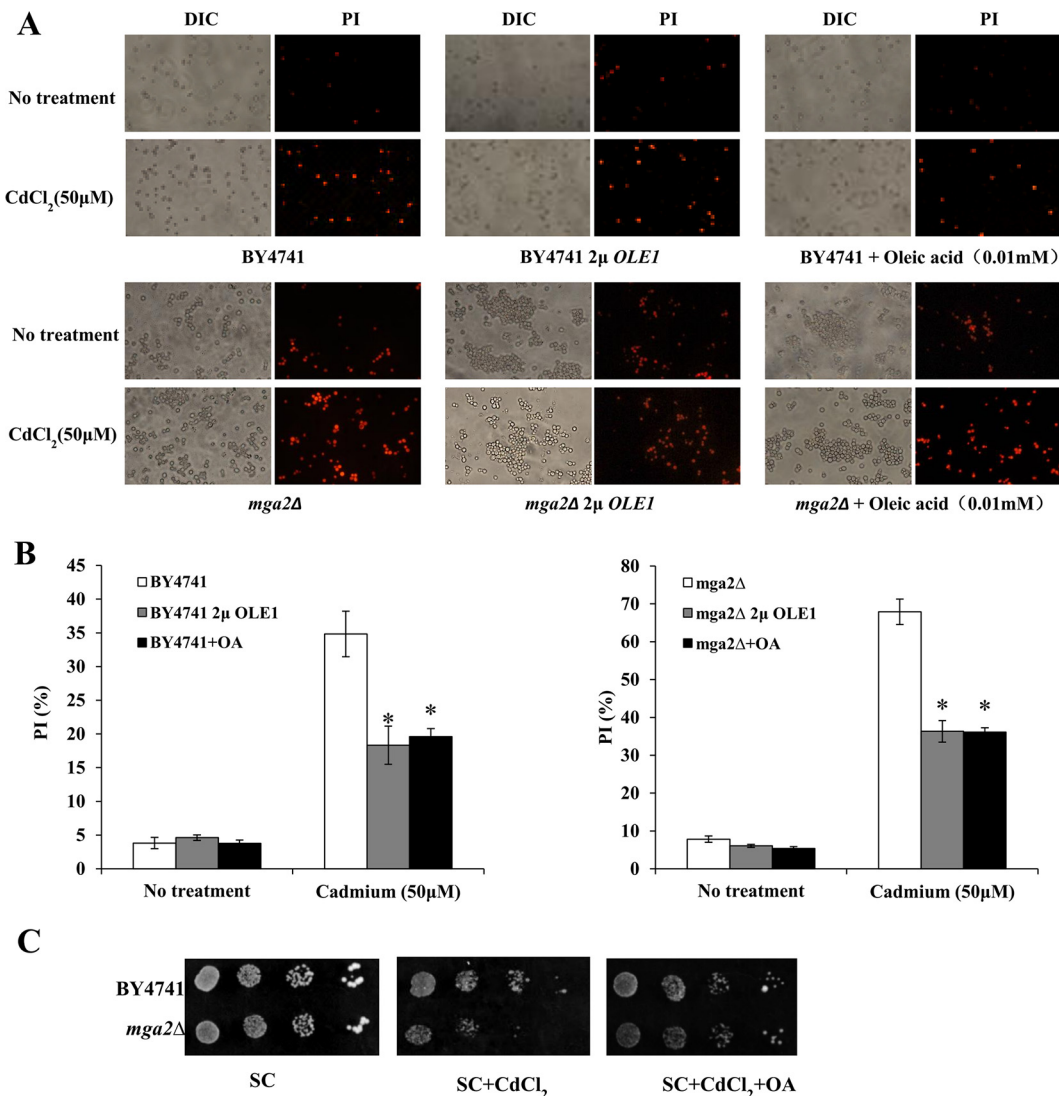 A
DIC PI DIC PI DIC PI
No treatment
CdCl₂(50μM)
BY4741 BY4741 2μ OLE1 BY4741 + Oleic acid（0.01mM）
No treatment
CdCl₂(50μM)
mga2Δ mga2Δ 2μ OLE1 mga2Δ + Oleic acid（0.01mM）
B
45
40
35
30
25
20
15
10
5
0
PI (%)
BY4741
BY4741 2μ OLE1
BY4741+OA
* *
No treatment Cadmium (50μM)
80
70
60
50
40
30
20
10
0
PI (%)
mga2Δ
mga2Δ 2μ OLE1
mga2Δ+OA
* *
No treatment Cadmium (50μM)
C
BY4741
mga2Δ
SC SC+CdCl₂ SC+CdCl₂+OA